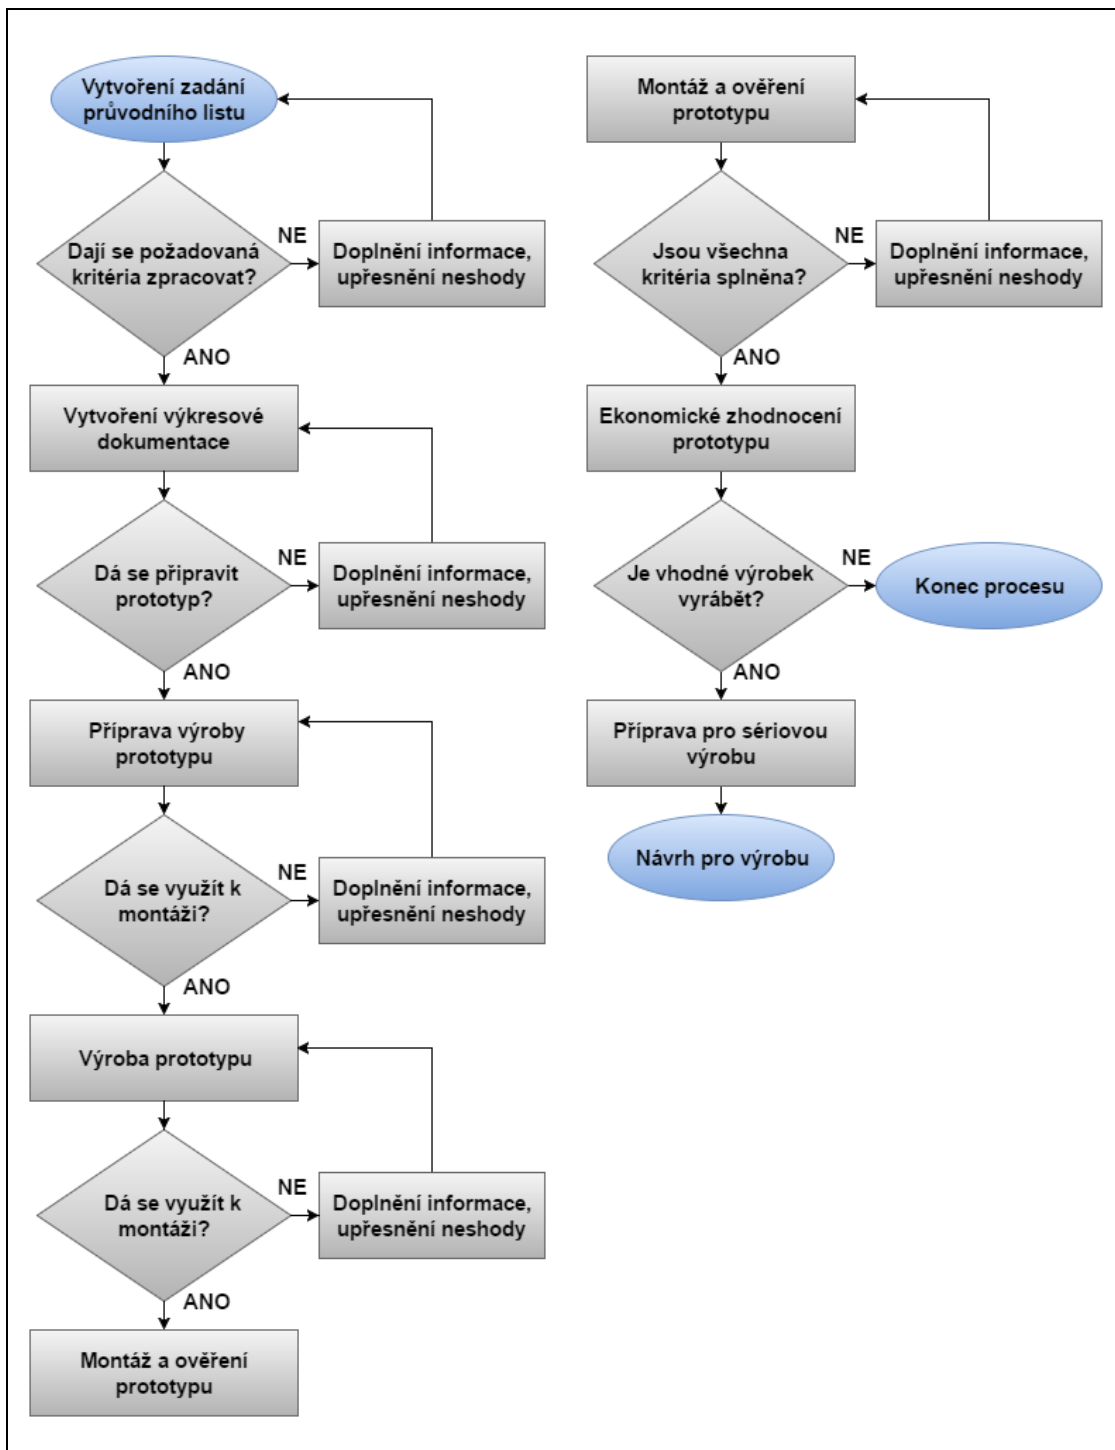 Vytvoření zadání
průvodního listu
Dají se požadovaná
kritéria zpracovat?
NE
Doplnění informace,
upřesnění neshody
ANO
Vytvoření výkresové
dokumentace
Dá se připravit
prototyp?
NE
Doplnění informace,
upřesnění neshody
ANO
Příprava výroby
prototypu
Dá se využít k
montáži?
NE
Doplnění informace,
upřesnění neshody
ANO
Výroba prototypu
Dá se využít k
montáži?
NE
Doplnění informace,
upřesnění neshody
ANO
Montáž a ověření
prototypu
Montáž a ověření
prototypu
Jsou všechna
kritéria splněna?
NE
Doplnění informace,
upřesnění neshody
ANO
Ekonomické zhodnocení
prototypu
Je vhodné výrobek
vyrábět?
NE
Konec procesu
ANO
Příprava pro sériovou
výrobu
Návrh pro výrobu